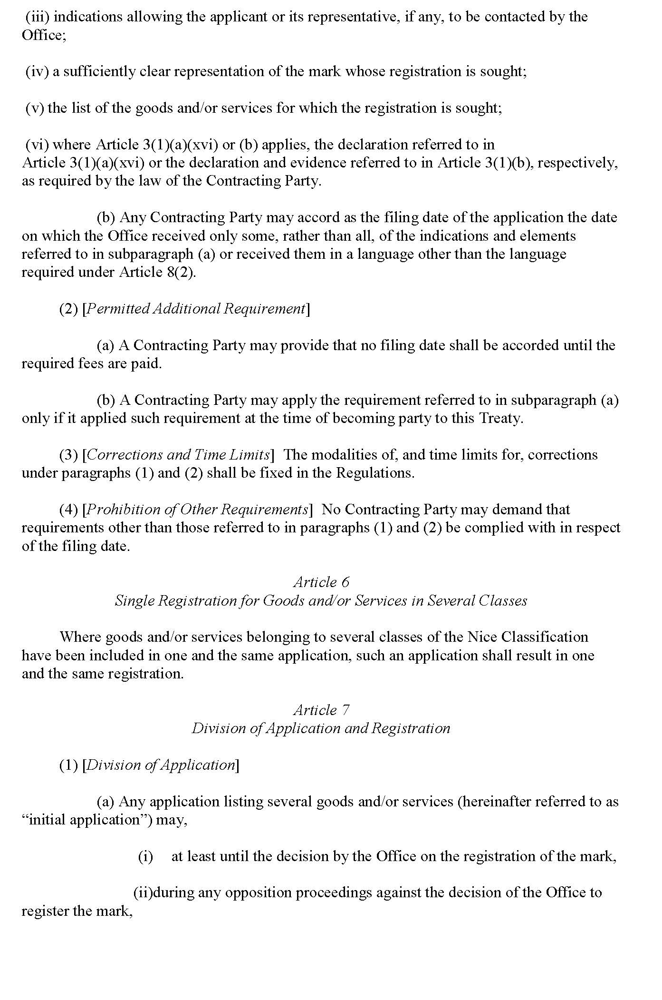 (iii) indications allowing the applicant or its representative, if any, to be contacted by the
Office;
(iv) a sufficiently clear representation of the mark whose registration is sought;
(v) the list of the goods and/or services for which the registration is sought;
(vi) where Article 3(1)(a)(xvi) or (b) applies, the declaration referred to in
Article 3(1)(a)(xvi) or the declaration and evidence referred to in Article 3(1)(b), respectively,
as required by the law of the Contracting Party.
(b) Any Contracting Party may accord as the filing date of the application the date
on which the Office received only some, rather than all, of the indications and elements
referred to in subparagraph (a) or received them in a language other than the language
required under Article 8(2).
(2) [Permitted Additional Requirement]
(a) A Contracting Party may provide that no filing date shall be accorded until the
required fees are paid.
(b) A Contracting Party may apply the requirement referred to in subparagraph (a)
only if it applied such requirement at the time of becoming party to this Treaty.
(3) [Corrections and Time Limits] The modalities of, and time limits for, corrections
under paragraphs (1) and (2) shall be fixed in the Regulations.
(4) [Prohibition of Other Requirements] No Contracting Party may demand that
requirements other than those referred to in paragraphs (1) and (2) be complied with in respect
of the filing date.
Article 6
Single Registration for Goods and/or Services in Several Classes
Where goods and/or services belonging to several classes of the Nice Classification
have been included in one and the same application, such an application shall result in one
and the same registration.
Article 7
Division of Application and Registration
(1) [Division of Application]
(a) Any application listing several goods and/or services (hereinafter referred to as
“initial application”) may,
(i) at least until the decision by the Office on the registration of the mark,
(ii)during any opposition proceedings against the decision of the Office to
register the mark,